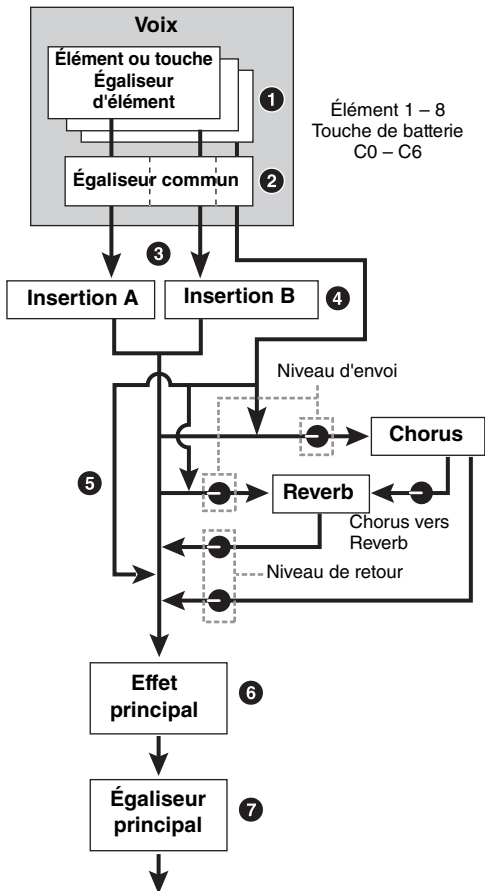 Voix
Élément ou touche
Égaliseur
d'élément
1
Élément 1 – 8
Touche de batterie
C0 – C6
Égaliseur commun
2
3
Insertion A
Insertion B
4
Niveau d'envoi
Chorus
5
Reverb
Chorus vers
Reverb
Niveau de retour
Effet
principal
6
Égaliseur
principal
7